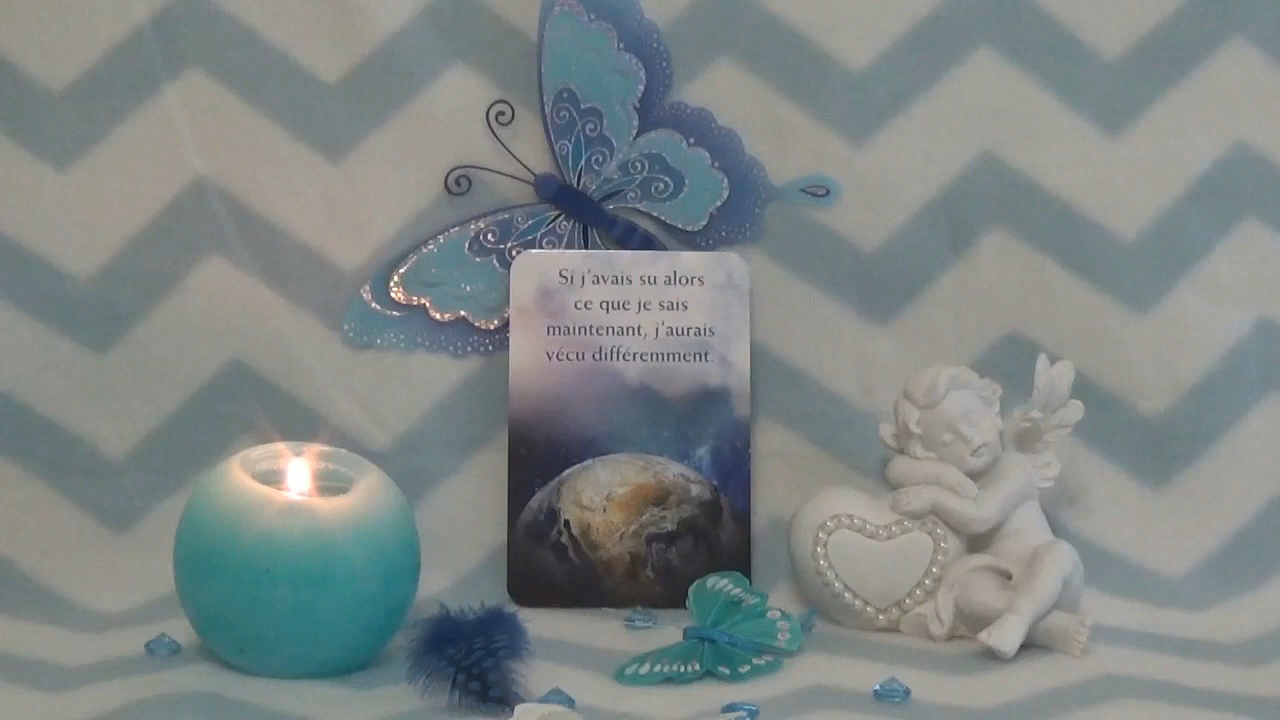 Si j'avais su alors
ce que je sais
maintenant, j'aurais
vécu différemment.